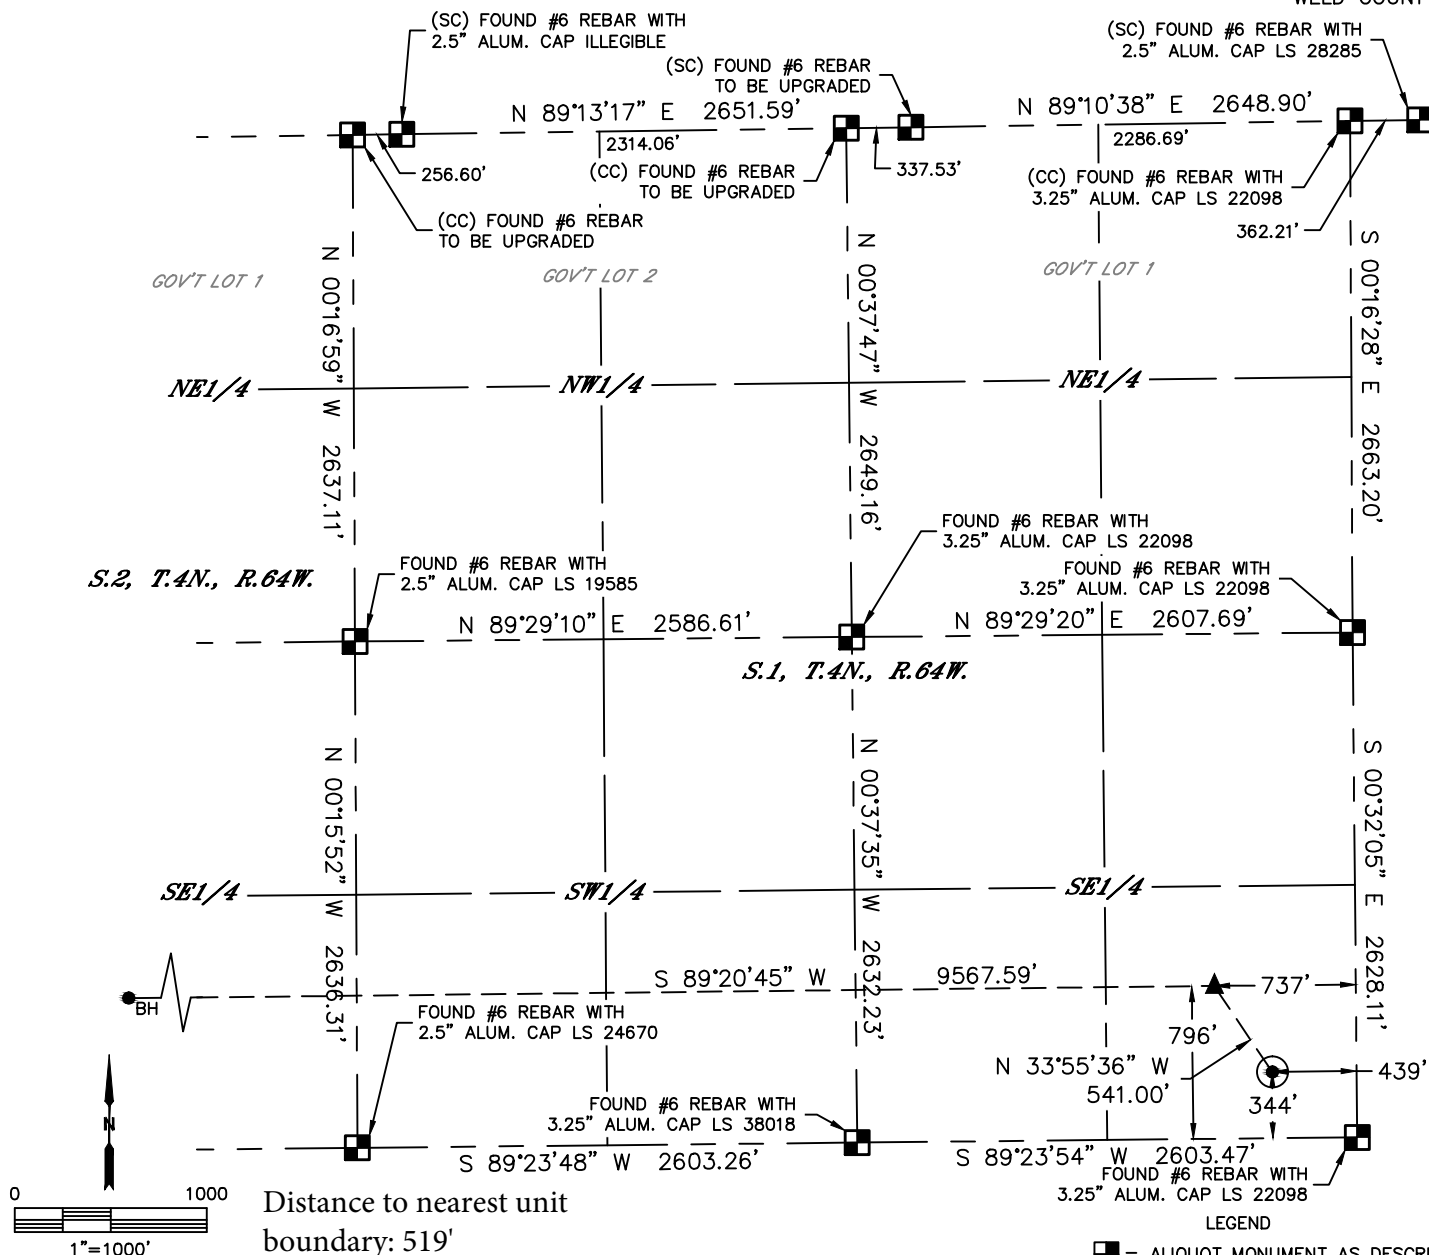 WELD COUNT
(SC) FOUND #6 REBAR WITH
2.5" ALUM. CAP ILLEGIBLE
(SC) FOUND #6 REBAR WITH
2.5" ALUM. CAP LS 28285
(SC) FOUND #6 REBAR
TO BE UPGRADED
N 89°13'17" E 2651.59'
N 89°10'38" E 2648.90'
2314.06'
2286.69'
256.60'
(CC) FOUND #6 REBAR
TO BE UPGRADED
337.53'
(CC) FOUND #6 REBAR WITH
3.25" ALUM. CAP LS 22098
(CC) FOUND #6 REBAR
TO BE UPGRADED
362.21'
GOV'T LOT 1
GOV'T LOT 2
GOV'T LOT 1
N 00°16'59" W 2637.11'
N 00°37'47" W 2649.16'
S 00°16'28" E 2663.20'
NE1/4
NW1/4
NE1/4
FOUND #6 REBAR WITH
3.25" ALUM. CAP LS 22098
FOUND #6 REBAR WITH
2.5" ALUM. CAP LS 19585
FOUND #6 REBAR WITH
3.25" ALUM. CAP LS 22098
S.2, T.4N., R.64W.
N 89°29'10" E 2586.61'
N 89°29'20" E 2607.69'
S.1, T.4N., R.64W.
N 00°15'52" W 2636.31'
N 00°37'35" W 2632.23'
S 00°32'05" E 2628.11'
SE1/4
SW1/4
SE1/4
S 89°20'45" W 9567.59'
737'
BH
FOUND #6 REBAR WITH
2.5" ALUM. CAP LS 24670
796'
N 33°55'36" W
541.00'
439'
344'
N
FOUND #6 REBAR WITH
3.25" ALUM. CAP LS 38018
S 89°23'48" W 2603.26'
S 89°23'54" W 2603.47'
FOUND #6 REBAR WITH
3.25" ALUM. CAP LS 22098
0 1000
1"=1000'
Distance to nearest unit
boundary: 519'
LEGEND
= ALIQUOT MONUMENT AS DESCRI